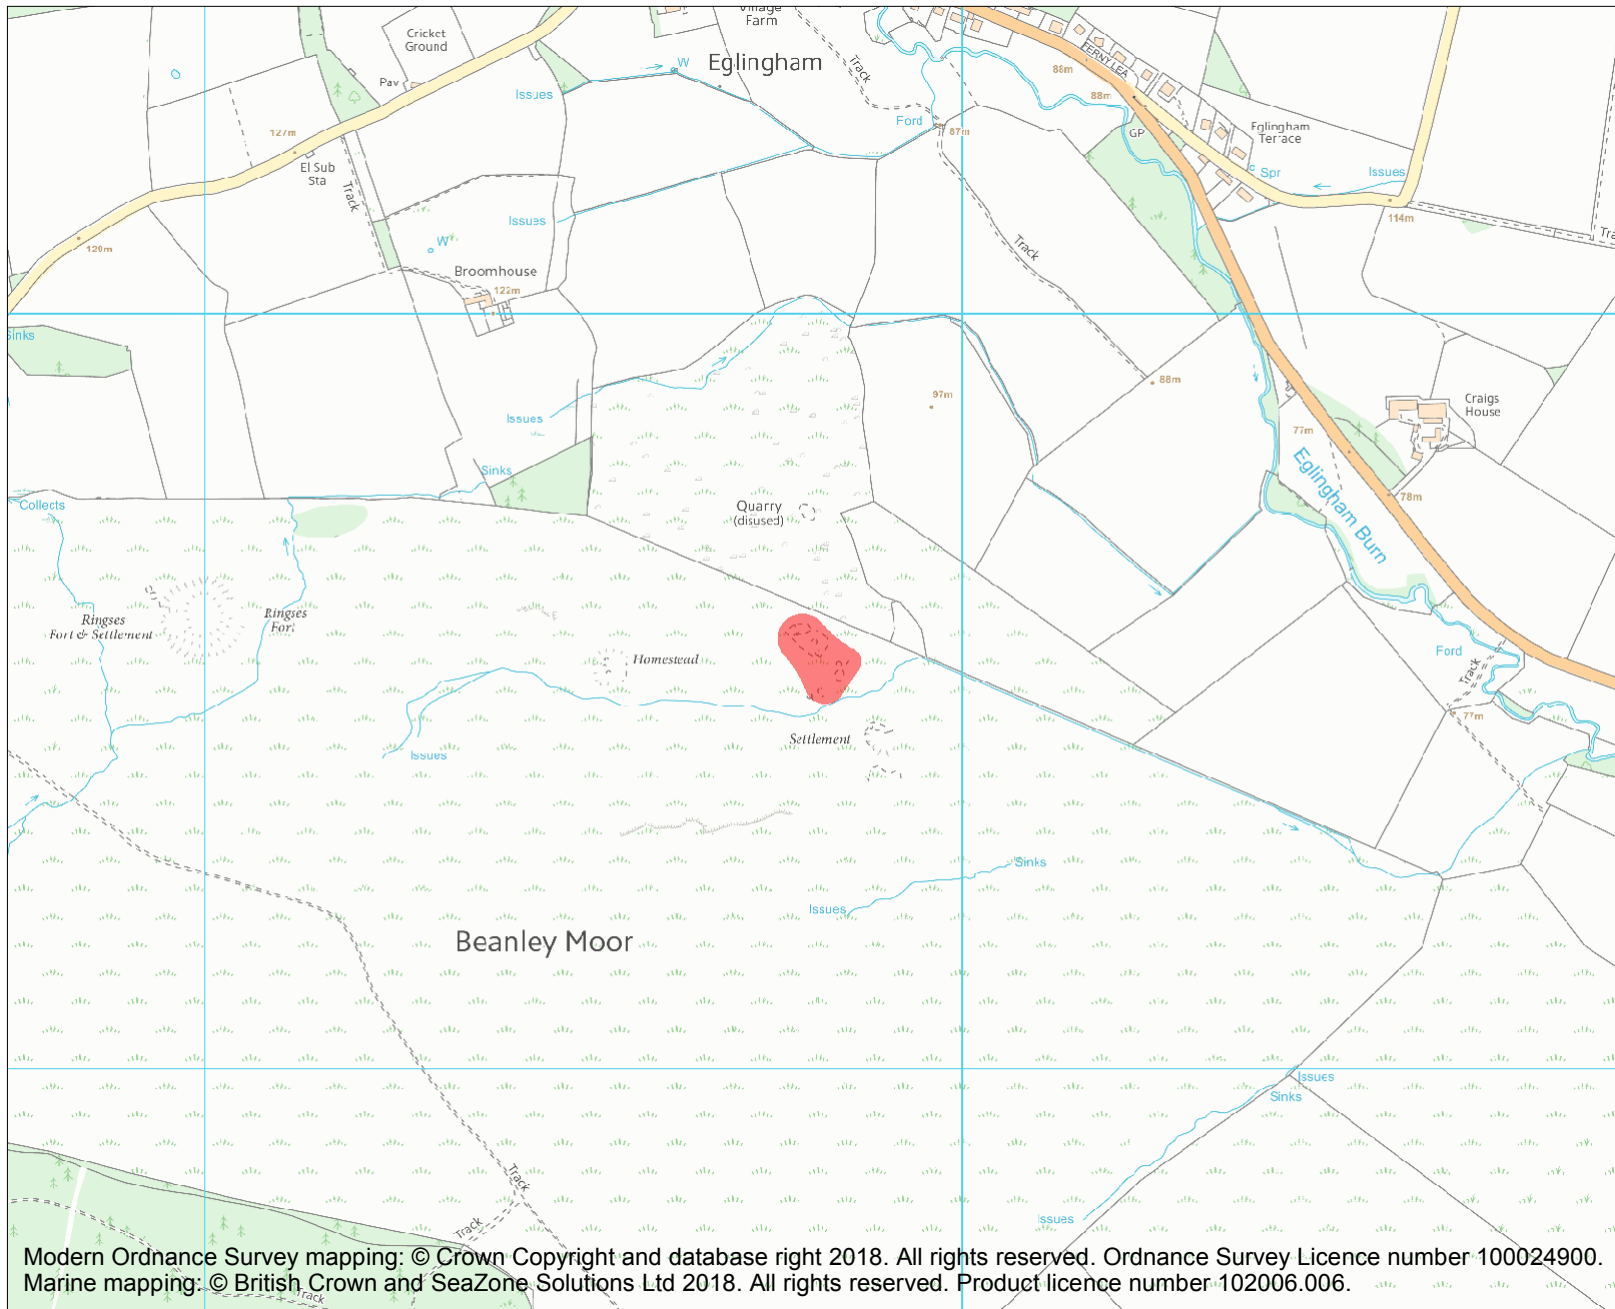 Village
Farm
Cricket
Ground
Eglingham
Track
FERNY LEA
88m
W
Pav
Issues
88m
Ford
87m
GP
Eglingham
Terrace
127m
El Sub
Sta
Track
Spr
Issues
Issues
114m
Track
W
120m
Broomhouse
122m
Sinks
88m
97m
Craigs
House
Issues
77m
Sinks
78m
Eglingham Burn
Collects
Quarry
(disused)
Ringses
Fort & Settlement
Ringses
Fort
Homestead
Ford
Track
77m
Settlement
Issues
Sinks
Issues
Beanley Moor
Issues
Sinks
Track
Issues
Track
Modern Ordnance Survey mapping: © Crown Copyright and database right 2018. All rights reserved. Ordnance Survey Licence number 100024900.
Marine mapping: © British Crown and SeaZone Solutions Ltd 2018. All rights reserved. Product licence number 102006.006.
Track